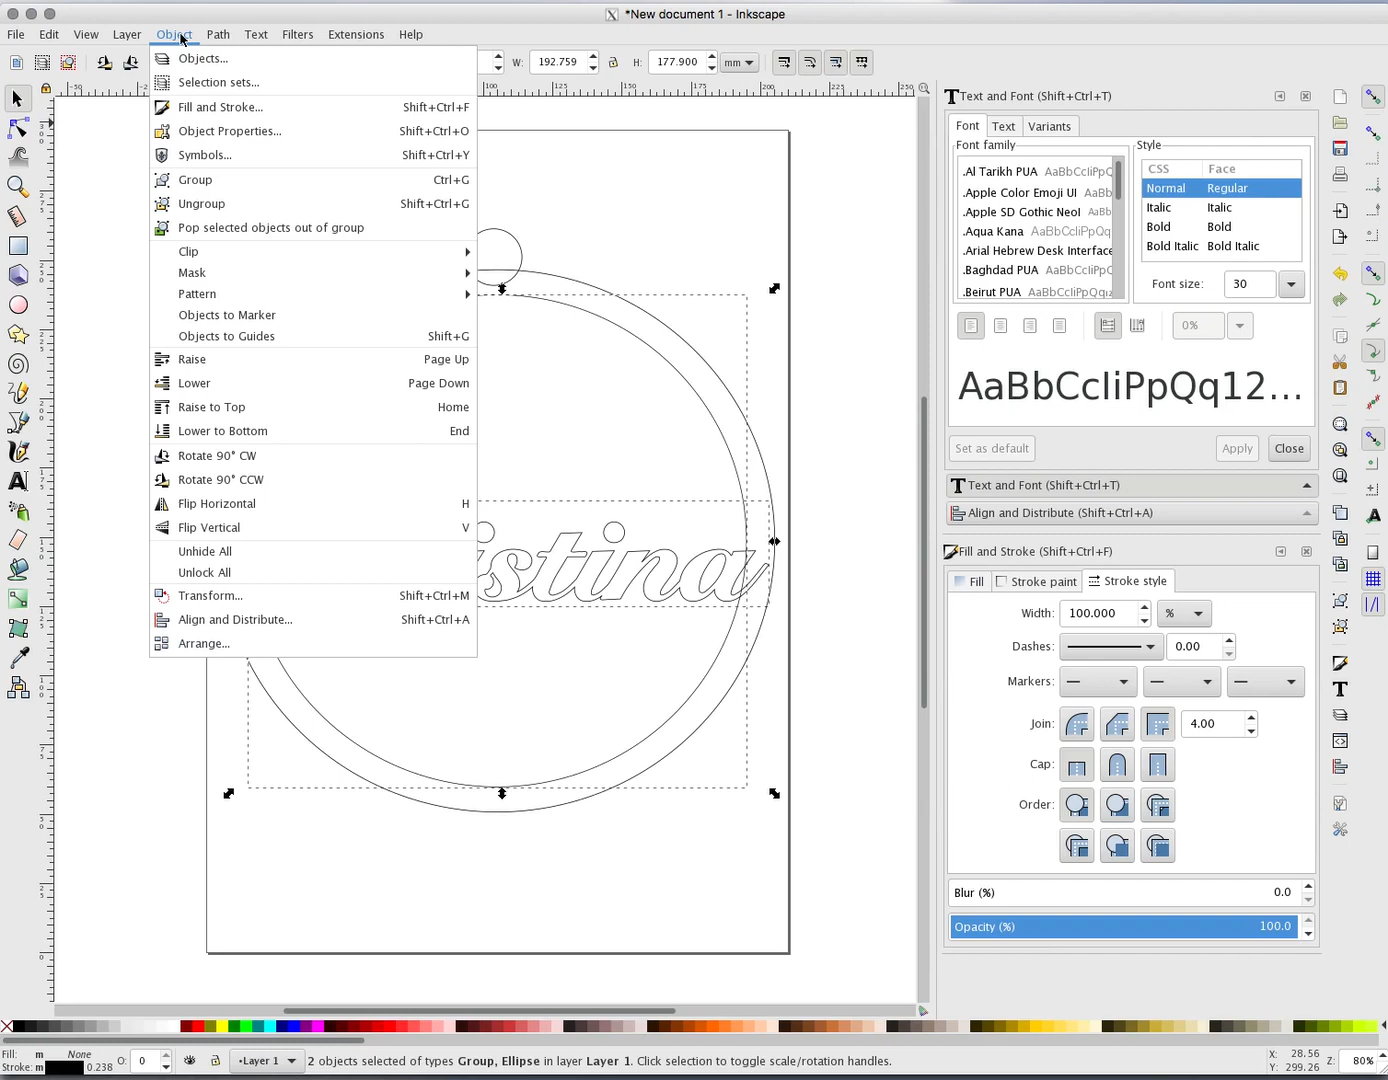 *New document 1 - Inkscape
File Edit View Layer Object Path Text Filters Extensions Help
W: 192.759 H: 177.900 mm
Objects...
Selection sets...
Fill and Stroke... Shift+Ctrl+F
Object Properties... Shift+Ctrl+O
Symbols... Shift+Ctrl+Y
Group Ctrl+G
Ungroup Shift+Ctrl+G
Pop selected objects out of group
Clip
Mask
Pattern
Objects to Marker
Objects to Guides Shift+G
Raise Page Up
Lower Page Down
Raise to Top Home
Lower to Bottom End
Rotate 90° CW
Rotate 90° CCW
Flip Horizontal H
Flip Vertical V
Unhide All
Unlock All
Transform... Shift+Ctrl+M
Align and Distribute... Shift+Ctrl+A
Arrange...
100 125 150 175 200 250
istina
Text and Font (Shift+Ctrl+T)
Font Text Variants
Font family
.Al Tarikh PUA AaBbCcIiPpQ
.Apple Color Emoji UI AaBb
.Apple SD Gothic NeoI AaBb
.Aqua Kana AaBbCcIiPpQq
.Arial Hebrew Desk Interface
.Baghdad PUA AaBbCcIiPpQ
.Beirut PUA AaBbCcIiPpQq12
Style
CSS Face
Normal Regular
Italic Italic
Bold Bold
Bold Italic Bold Italic
Font size: 30
0%
AaBbCcIiPpQq12...
Set as default Apply Close
Text and Font (Shift+Ctrl+T)
Align and Distribute (Shift+Ctrl+A)
Fill and Stroke (Shift+Ctrl+F)
Fill Stroke paint Stroke style
Width: 100.000 %
Dashes: 0.00
Markers:
Join: 4.00
Cap:
Order:
Blur (%) 0.0
Opacity (%) 100.0
Fill: m None
Stroke: m 0.238
O: 0
•Layer 1
2 objects selected of types Group, Ellipse in layer Layer 1. Click selection to toggle scale/rotation handles.
X: 28.56
Y: 299.26
Z: 80%